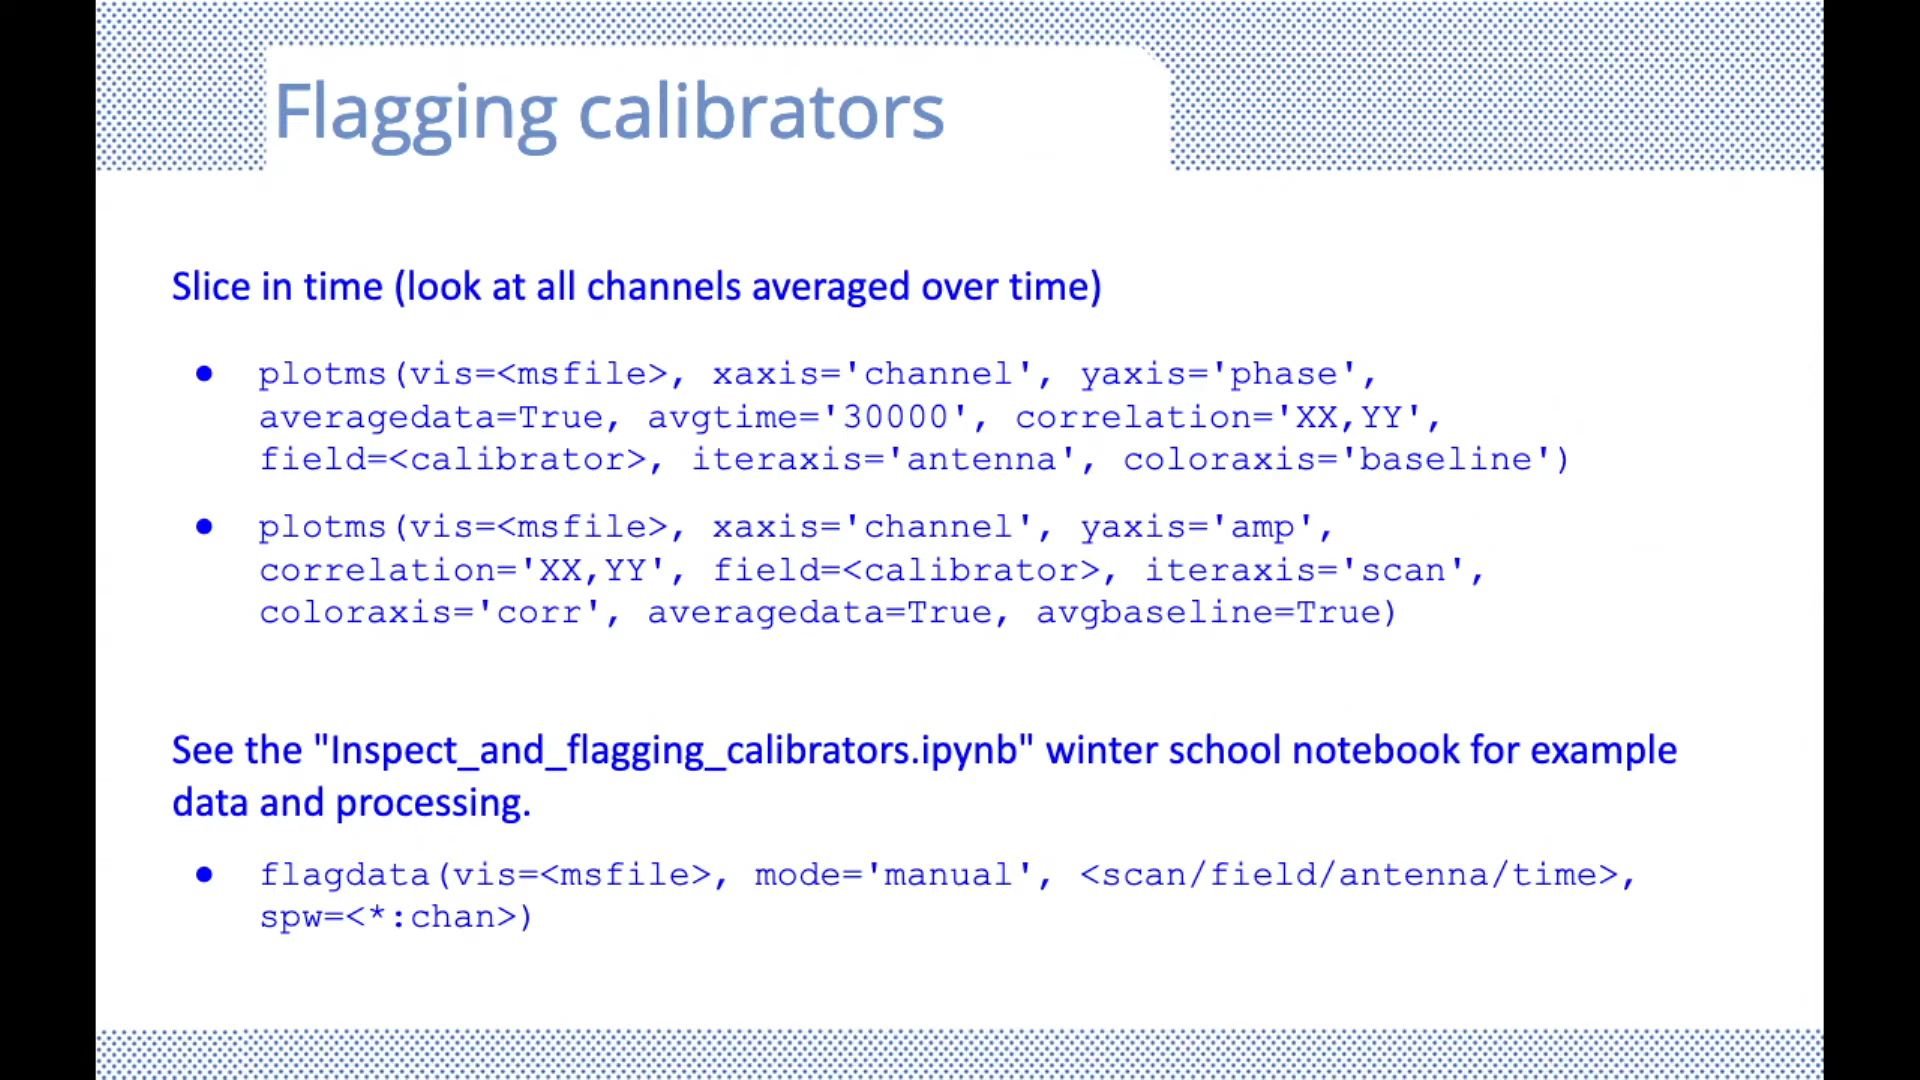 Flagging calibrators
Slice in time (look at all channels averaged over time)
● plotms(vis=<msfile>, xaxis='channel', yaxis='phase',
averagedata=True, avgtime='30000', correlation='XX,YY',
field=<calibrator>, iteraxis='antenna', coloraxis='baseline')
● plotms(vis=<msfile>, xaxis='channel', yaxis='amp',
correlation='XX,YY', field=<calibrator>, iteraxis='scan',
coloraxis='corr', averagedata=True, avgbaseline=True)
See the "Inspect_and_flagging_calibrators.ipynb" winter school notebook for example
data and processing.
● flagdata(vis=<msfile>, mode='manual', <scan/field/antenna/time>,
spw=<*:chan>)